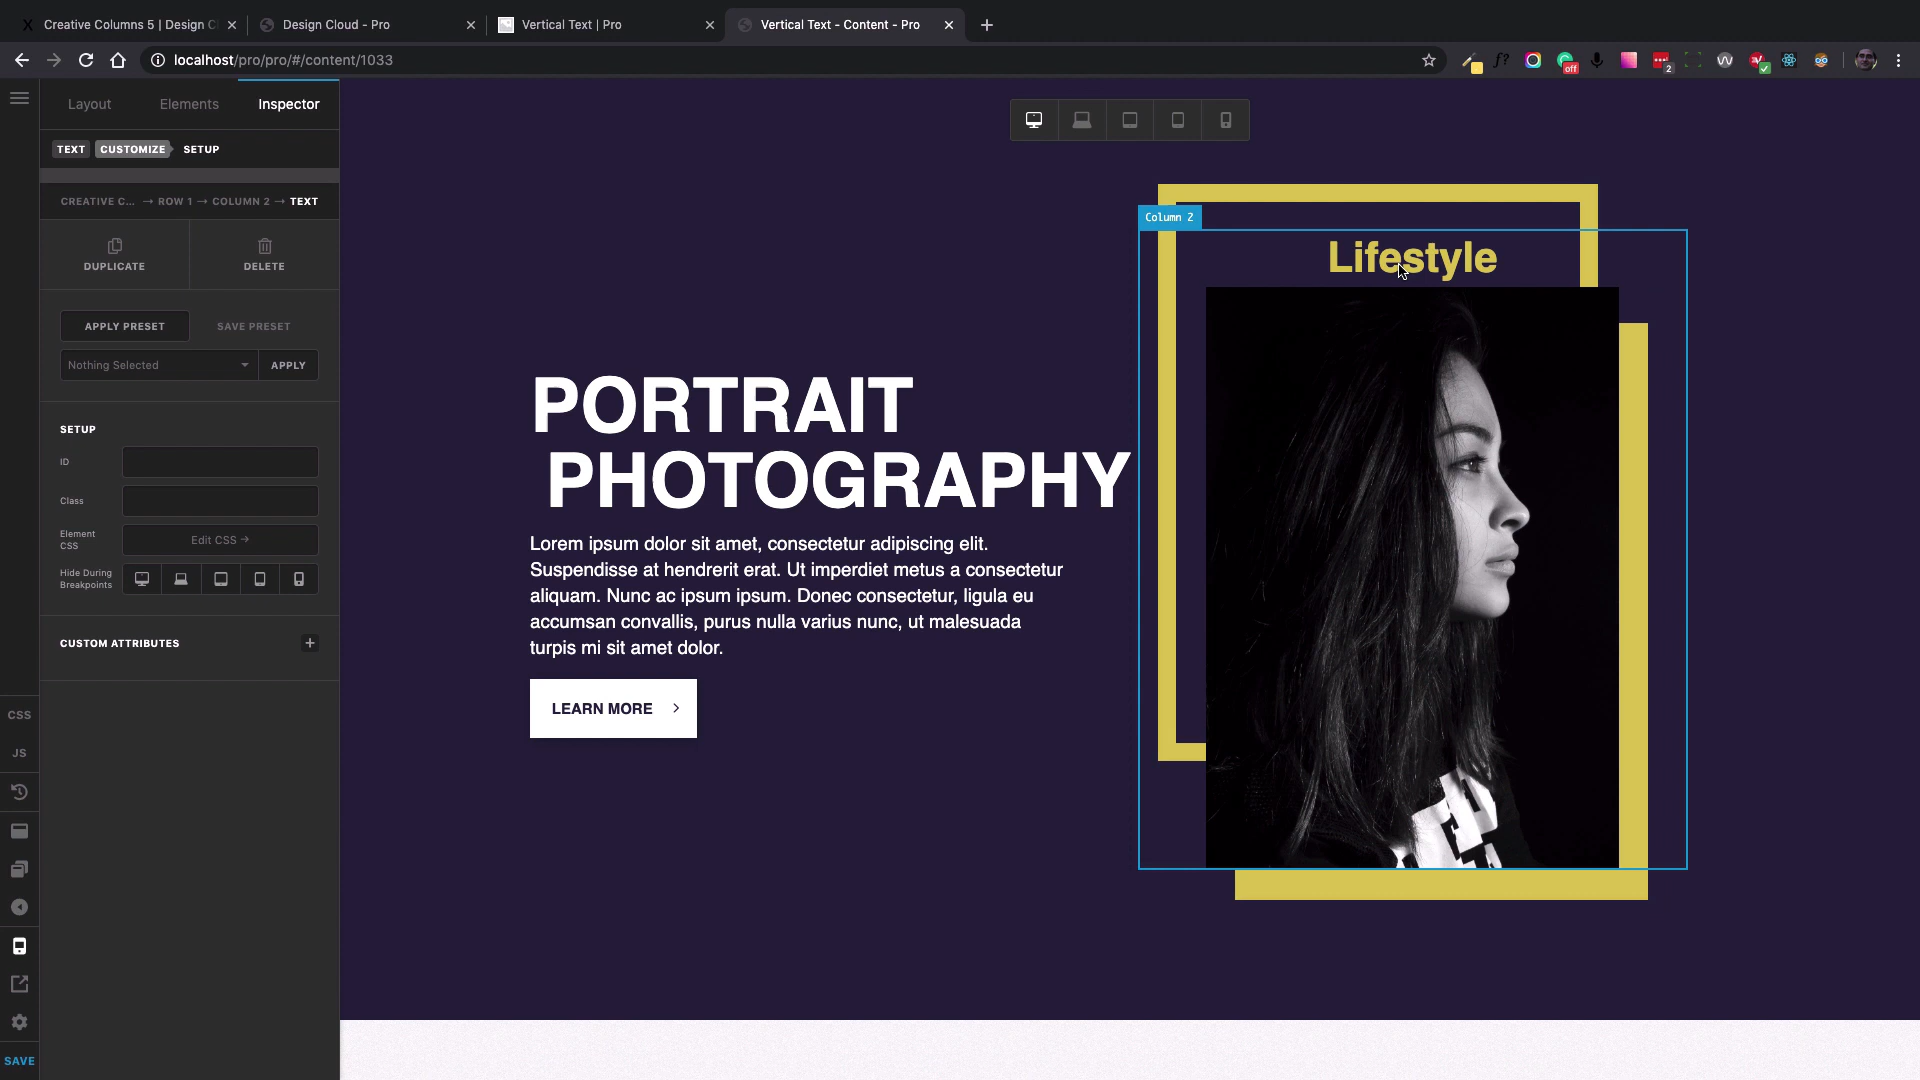 Creative Columns 5 | Design Cl
Design Cloud - Pro
Vertical Text | Pro
Vertical Text - Content - Pro
localhost/pro/pro/#/content/1033
f?
off
2
Layout
Elements
Inspector
TEXT
CUSTOMIZE
SETUP
CREATIVE C... → ROW 1 → COLUMN 2 → TEXT
DUPLICATE
DELETE
APPLY PRESET
SAVE PRESET
Nothing Selected
APPLY
SETUP
ID
Class
Element
CSS
Edit CSS →
Hide During
Breakpoints
CUSTOM ATTRIBUTES
CSS
JS
SAVE
Column 2
Lifestyle
PORTRAIT
PHOTOGRAPHY
Lorem ipsum dolor sit amet, consectetur adipiscing elit.
Suspendisse at hendrerit erat. Ut imperdiet metus a consectetur
aliquam. Nunc ac ipsum ipsum. Donec consectetur, ligula eu
accumsan convallis, purus nulla varius nunc, ut malesuada
turpis mi sit amet dolor.
LEARN MORE